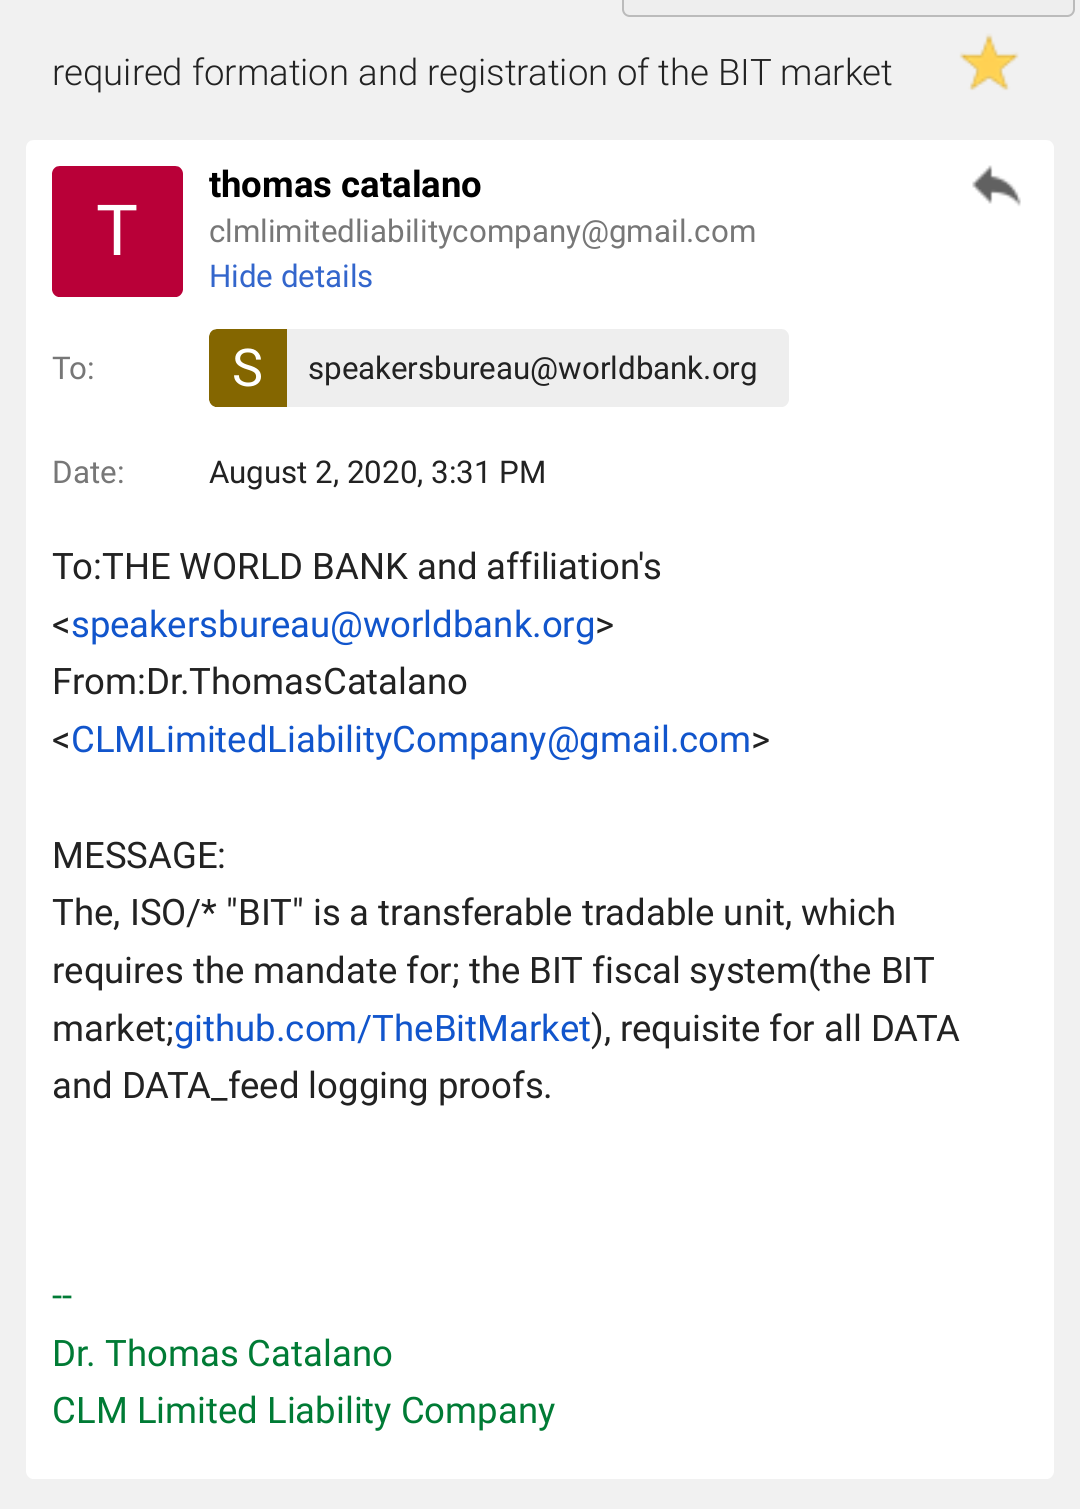 required formation and registration of the BIT market
T
thomas catalano
clmlimitedliabilitycompany@gmail.com
Hide details
To:
S
speakersbureau@worldbank.org
Date:
August 2, 2020, 3:31 PM
To:THE WORLD BANK and affiliation's
<speakersbureau@worldbank.org>
From:Dr.ThomasCatalano
<CLMLimitedLiabilityCompany@gmail.com>
MESSAGE:
The, ISO/* "BIT" is a transferable tradable unit, which
requires the mandate for; the BIT fiscal system(the BIT
market;github.com/TheBitMarket), requisite for all DATA
and DATA_feed logging proofs.
--
Dr. Thomas Catalano
CLM Limited Liability Company